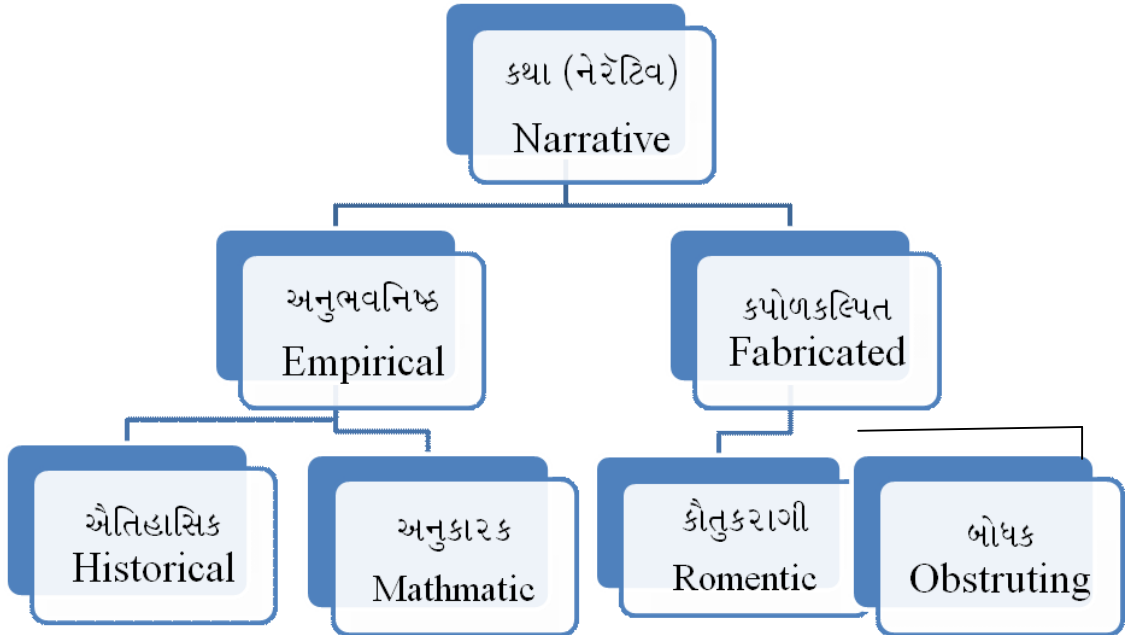 કથા (નેરૅટિવ)
Narrative
અનુભવનિષ્ઠ
Empirical
કપોળકલ્પિત
Fabricated
ઐતિહાસિક
Historical
અનુકારક
Mathmatic
કૌતુકરાગી
Romentic
બોધક
Obstruting